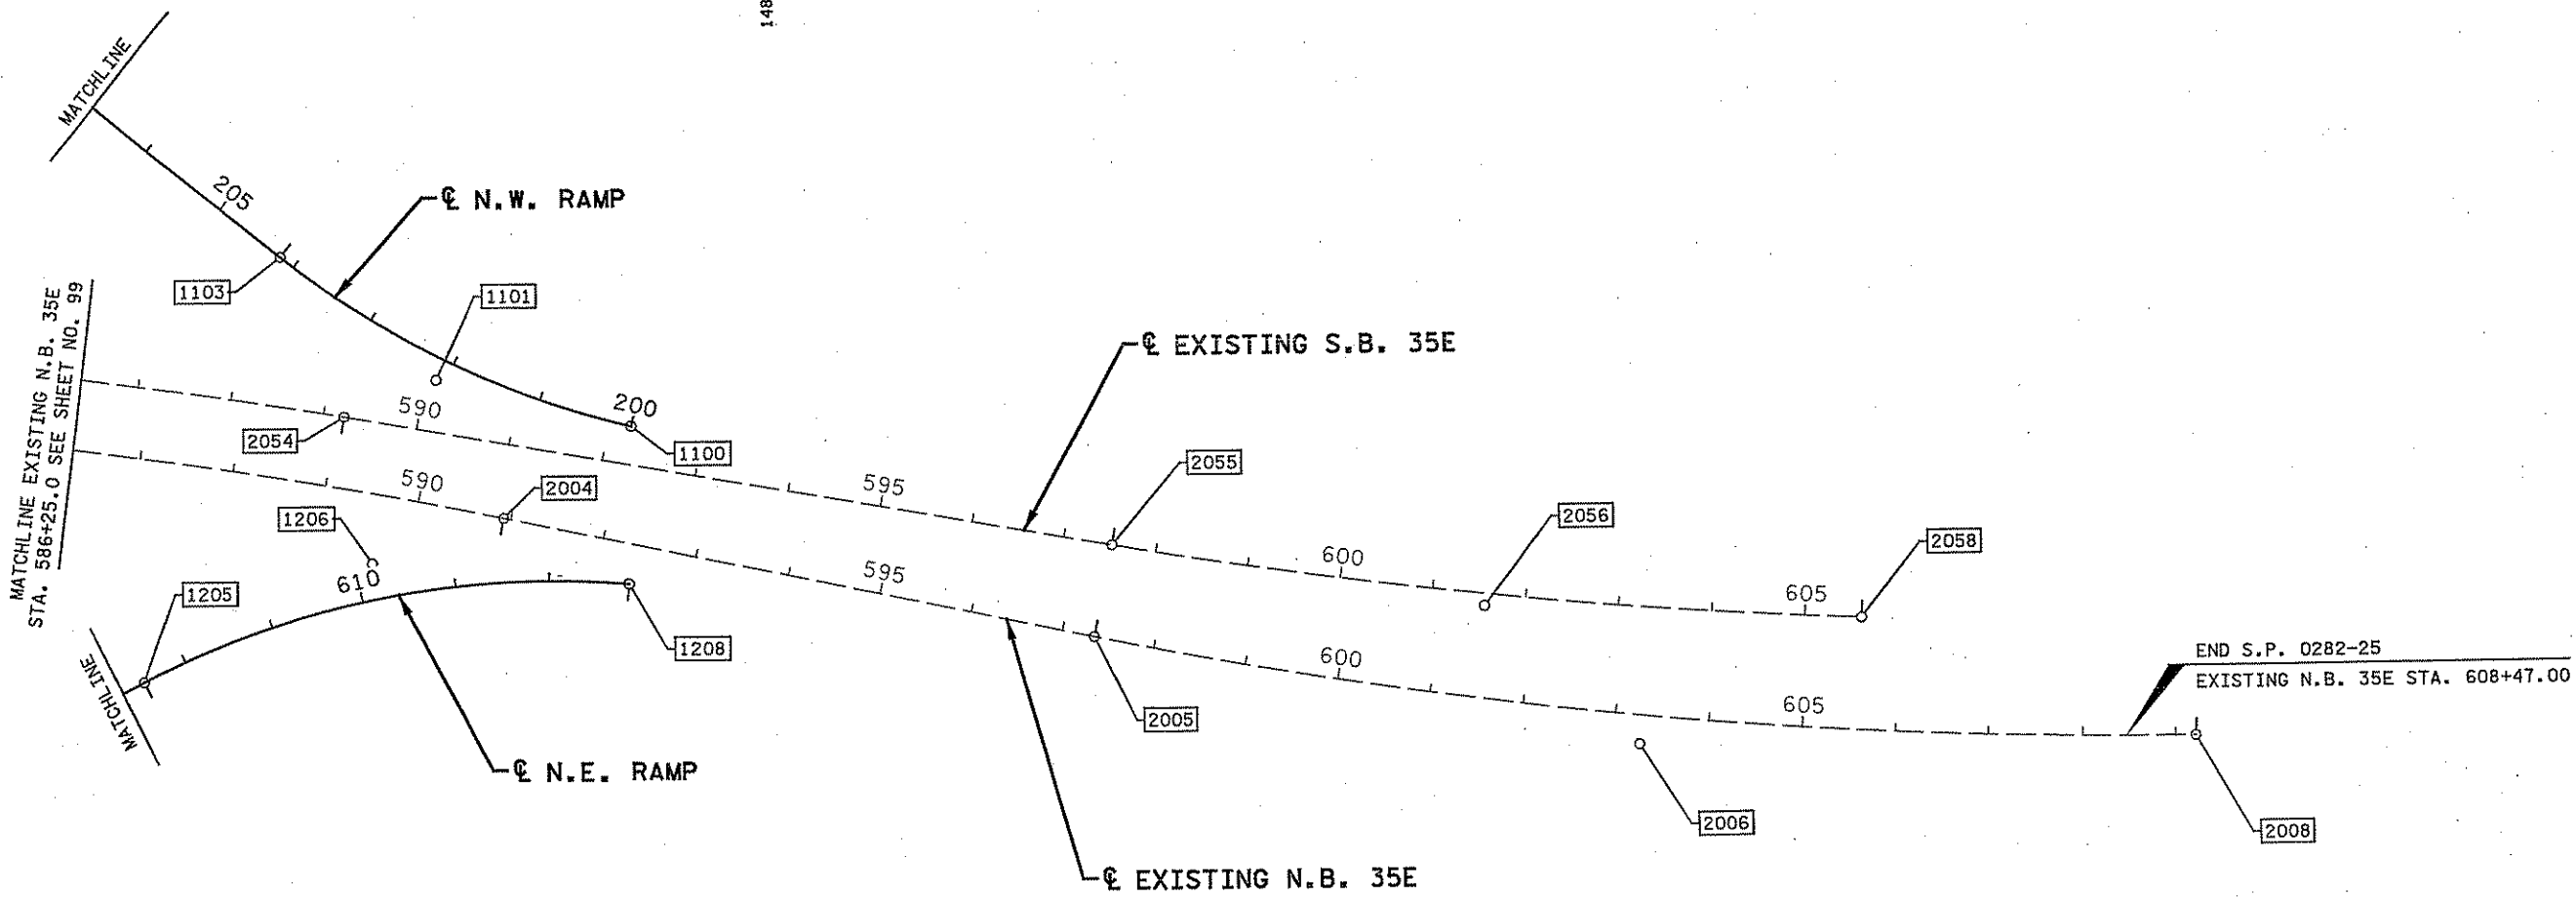 148
MATCHLINE
205
℄ N.W. RAMP
1103
1101
MATCHLINE EXISTING N.B. 35E
STA. 586+25.0 SEE SHEET NO. 99
℄ EXISTING S.B. 35E
590
200
2054
1100
2055
590
2004
595
1206
2056
2058
600
610
595
605
1205
1208
END S.P. 0282-25
EXISTING N.B. 35E STA. 608+47.00
600
MATCHLINE
2005
605
℄ N.E. RAMP
2006
2008
℄ EXISTING N.B. 35E